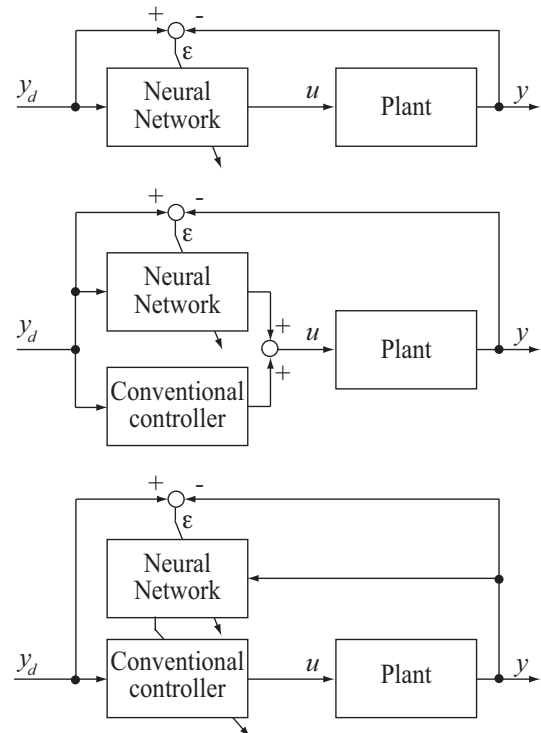 + -
ε
y_d Neural Network u Plant y
+ -
ε
Neural Network
+
y_d u Plant y
+
Conventional controller
+ -
ε
Neural Network
y_d Conventional controller u Plant y